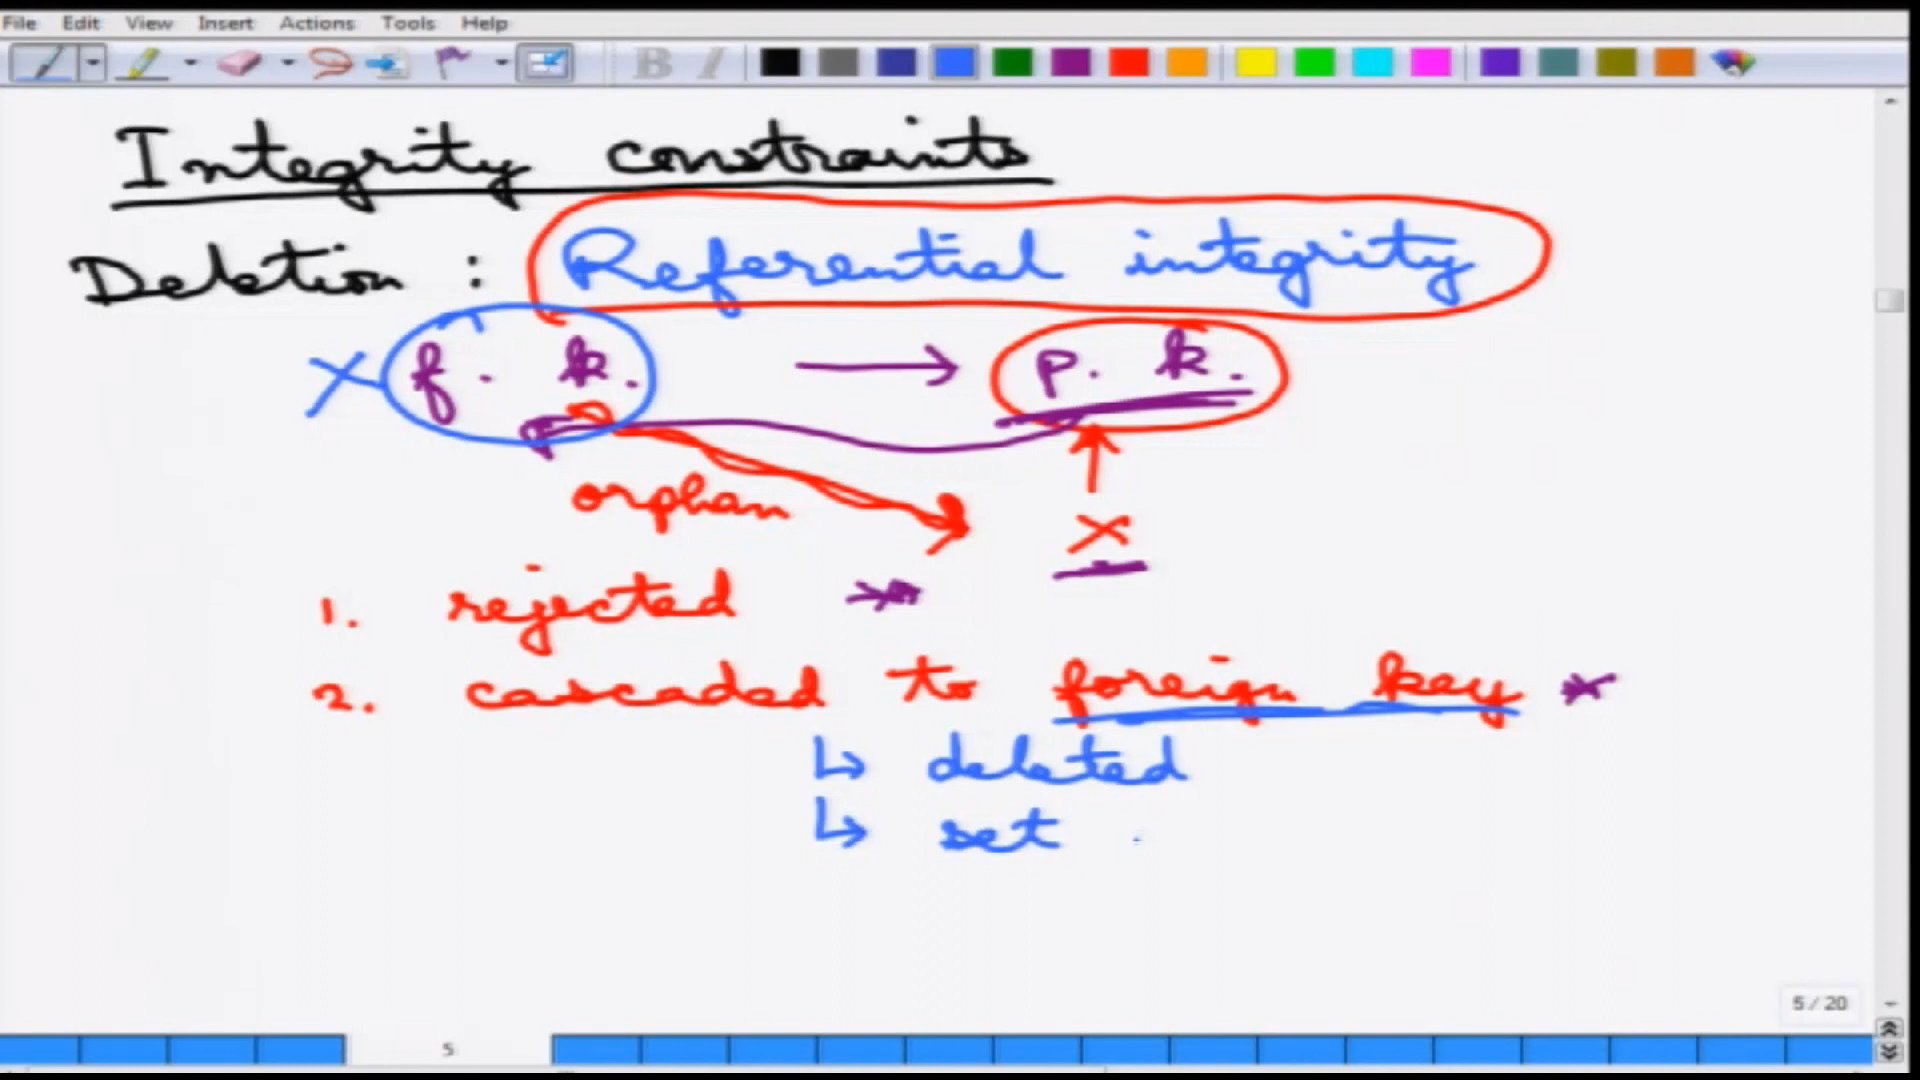 File Edit View Insert Actions Tools Help
B I
Integrity constraints
Deletion : Referential integrity
X f. k. → p. k.
orphan
X
1. rejected *
2. cascaded to foreign key *
↳ deleted
↳ set
5 / 20
5